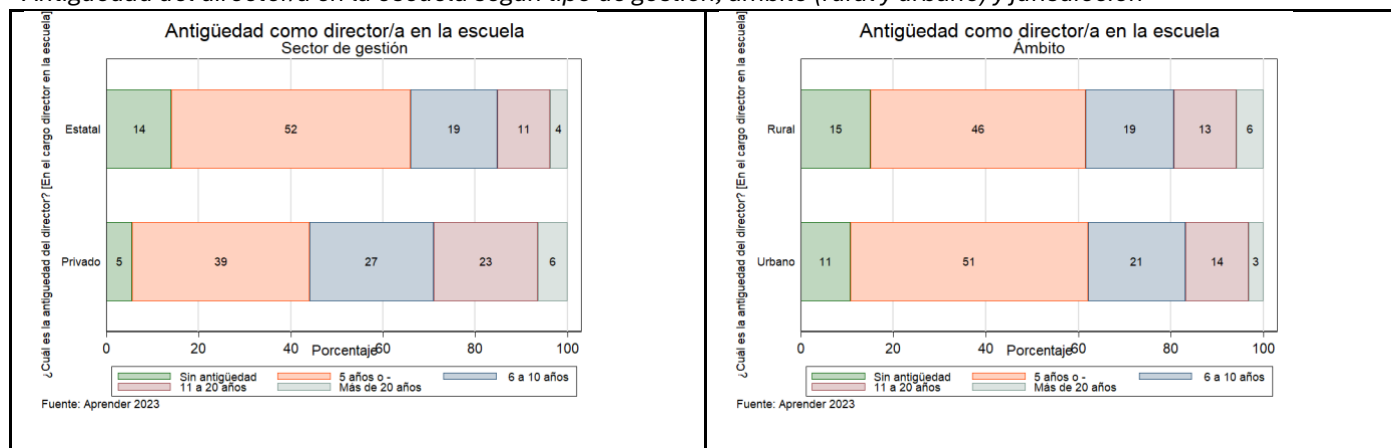 Antigüedad del director/a en la escuela según tipo de gestión, ámbito (rural y urbano) y jurisdicción
Antigüedad como director/a en la escuela
Sector de gestión
¿Cuál es la antiguedad del director? [En el cargo director en la escuela]
Estatal 14 52 19 11 4
Privado 5 39 27 23 6
0 20 40 60 80 100
Porcentaje
Sin antigüedad 5 años o - 6 a 10 años
11 a 20 años Más de 20 años
Fuente: Aprender 2023
Antigüedad como director/a en la escuela
Ámbito
¿Cuál es la antiguedad del director? [En el cargo director en la escuela]
Rural 15 46 19 13 6
Urbano 11 51 21 14 3
0 20 40 60 80 100
Porcentaje
Sin antigüedad 5 años o - 6 a 10 años
11 a 20 años Más de 20 años
Fuente: Aprender 2023